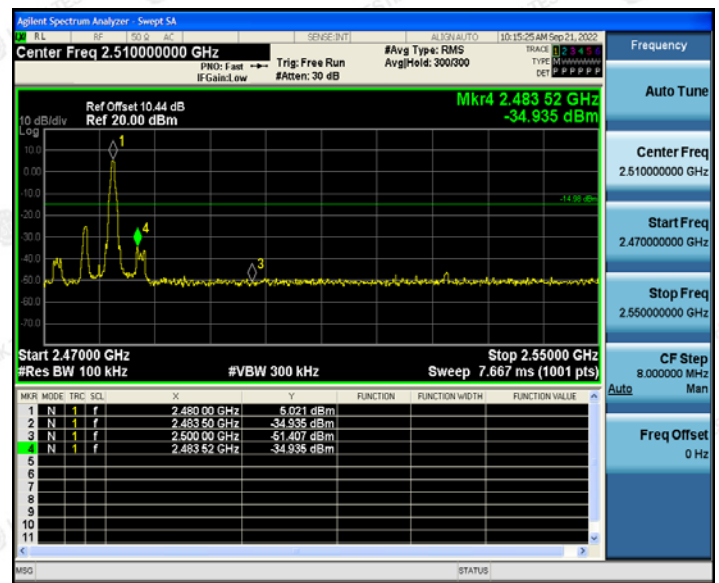 Agilent Spectrum Analyzer - Swept SA
RL RF 50 Ω AC SENSE:INT ALIGN AUTO 10:15:25 AM Sep 21, 2022
Center Freq 2.510000000 GHz
PNO: Fast
IFGain:Low
Trig: Free Run
#Atten: 30 dB
#Avg Type: RMS
Avg|Hold: 300/300
TRACE 1 2 3 4 5 6
TYPE M W W W W W
DET P P P P P P
Mkr4 2.483 52 GHz
-34.935 dBm
Ref Offset 10.44 dB
Ref 20.00 dBm
10 dB/div
Log
10.0
0.00
-10.0
-20.0
-30.0
-40.0
-50.0
-60.0
-70.0
1
4
3
-14.98 dBm
Start 2.47000 GHz Stop 2.55000 GHz
#Res BW 100 kHz #VBW 300 kHz Sweep 7.667 ms (1001 pts)
MKR MODE TRC SCL X Y FUNCTION FUNCTION WIDTH FUNCTION VALUE
1 N 1 f 2.480 00 GHz 5.021 dBm
2 N 1 f 2.483 50 GHz -34.935 dBm
3 N 1 f 2.500 00 GHz -51.407 dBm
4 N 1 f 2.483 52 GHz -34.935 dBm
5
6
7
8
9
10
11
MSG STATUS
Frequency
Auto Tune
Center Freq
2.510000000 GHz
Start Freq
2.470000000 GHz
Stop Freq
2.550000000 GHz
CF Step
8.000000 MHz
Auto Man
Freq Offset
0 Hz